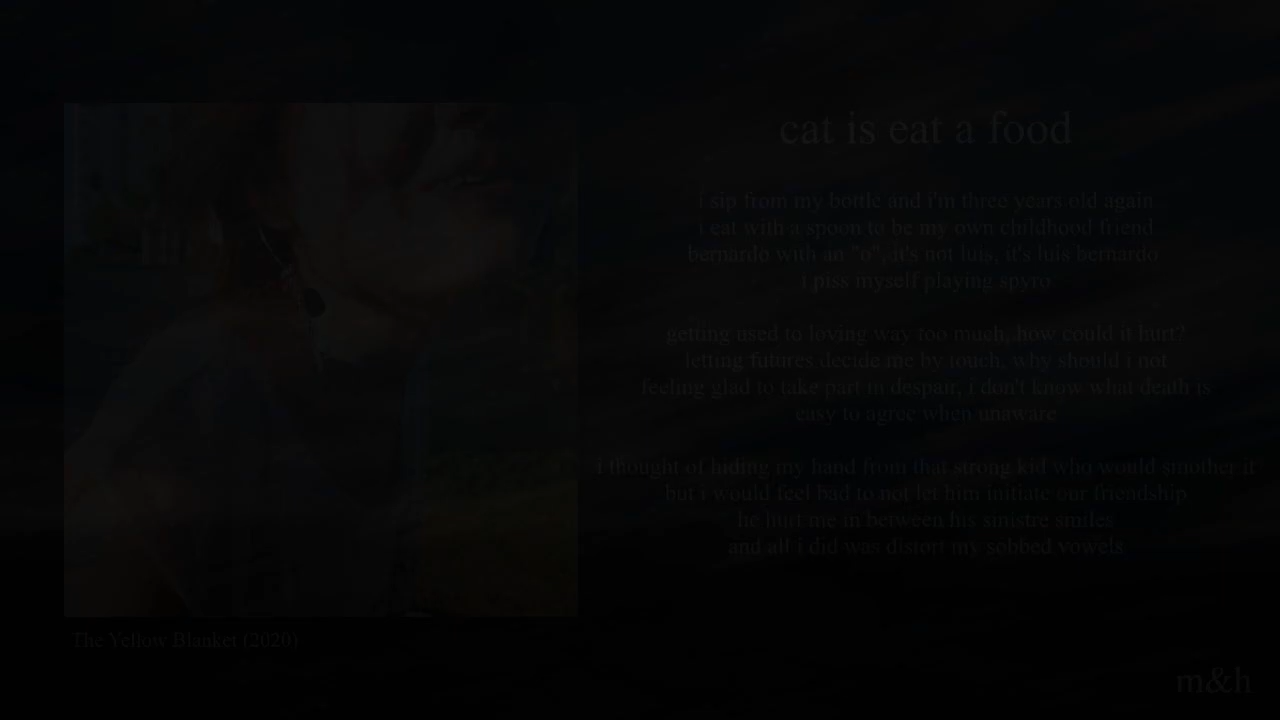 cat is eat a food
i sip from my bottle and i'm three years old again
i eat with a spoon to be my own childhood friend
bernardo with an "o", it's not luis, it's luis bernardo
i piss myself playing spyro
getting used to loving way too much, how could it hurt?
letting futures decide me by touch, why should i not
feeling glad to take part in despair, i don't know what death is
easy to agree when unaware
i thought of hiding my hand from that strong kid who would smother it
but i would feel bad to not let him initiate our friendship
he hurt me in between his sinistre smiles
and all i did was distort my sobbed vowels
The Yellow Blanket (2020)
m&h